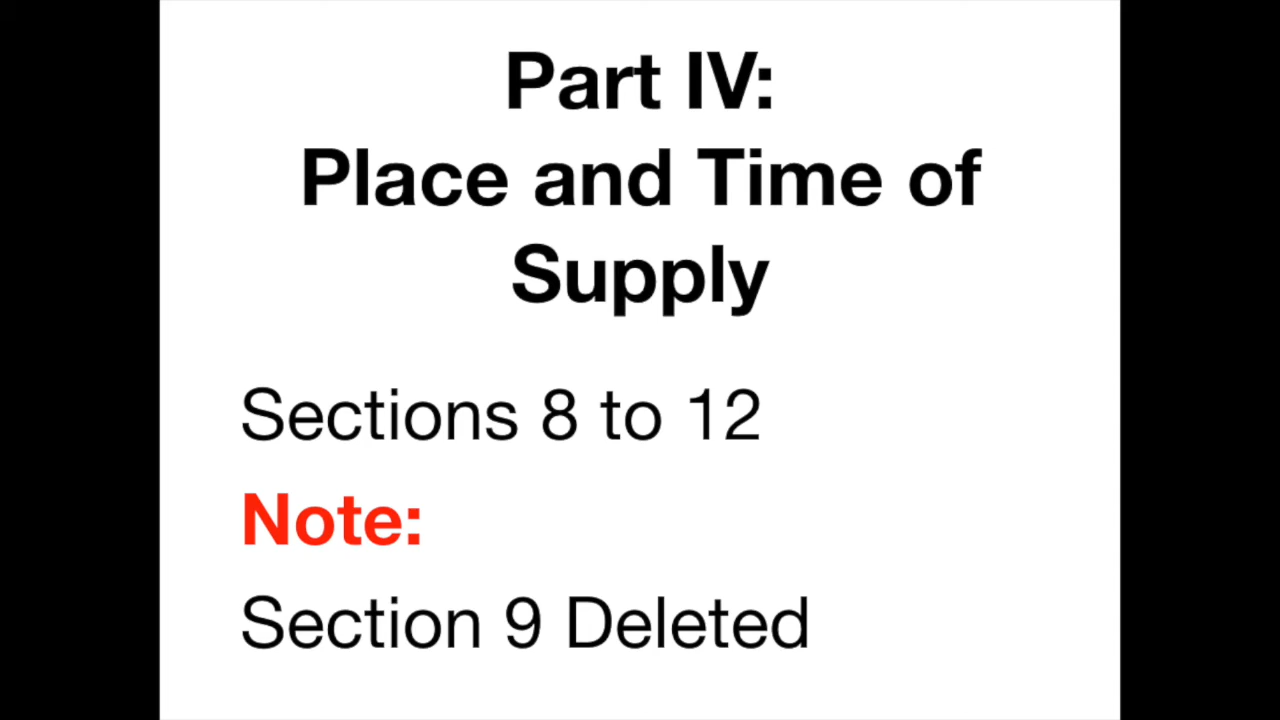 Part IV:
Place and Time of
Supply
Sections 8 to 12
Note:
Section 9 Deleted